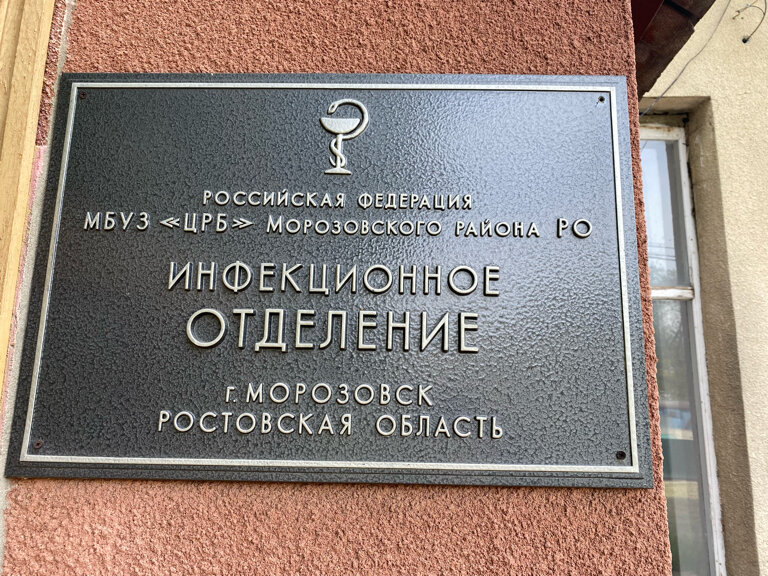 РОССИЙСКАЯ ФЕДЕРАЦИЯ
МБУЗ «ЦРБ» МОРОЗОВСКОГО РАЙОНА РО
ИНФЕКЦИОННОЕ
ОТДЕЛЕНИЕ
г. МОРОЗОВСК
РОСТОВСКАЯ ОБЛАСТЬ